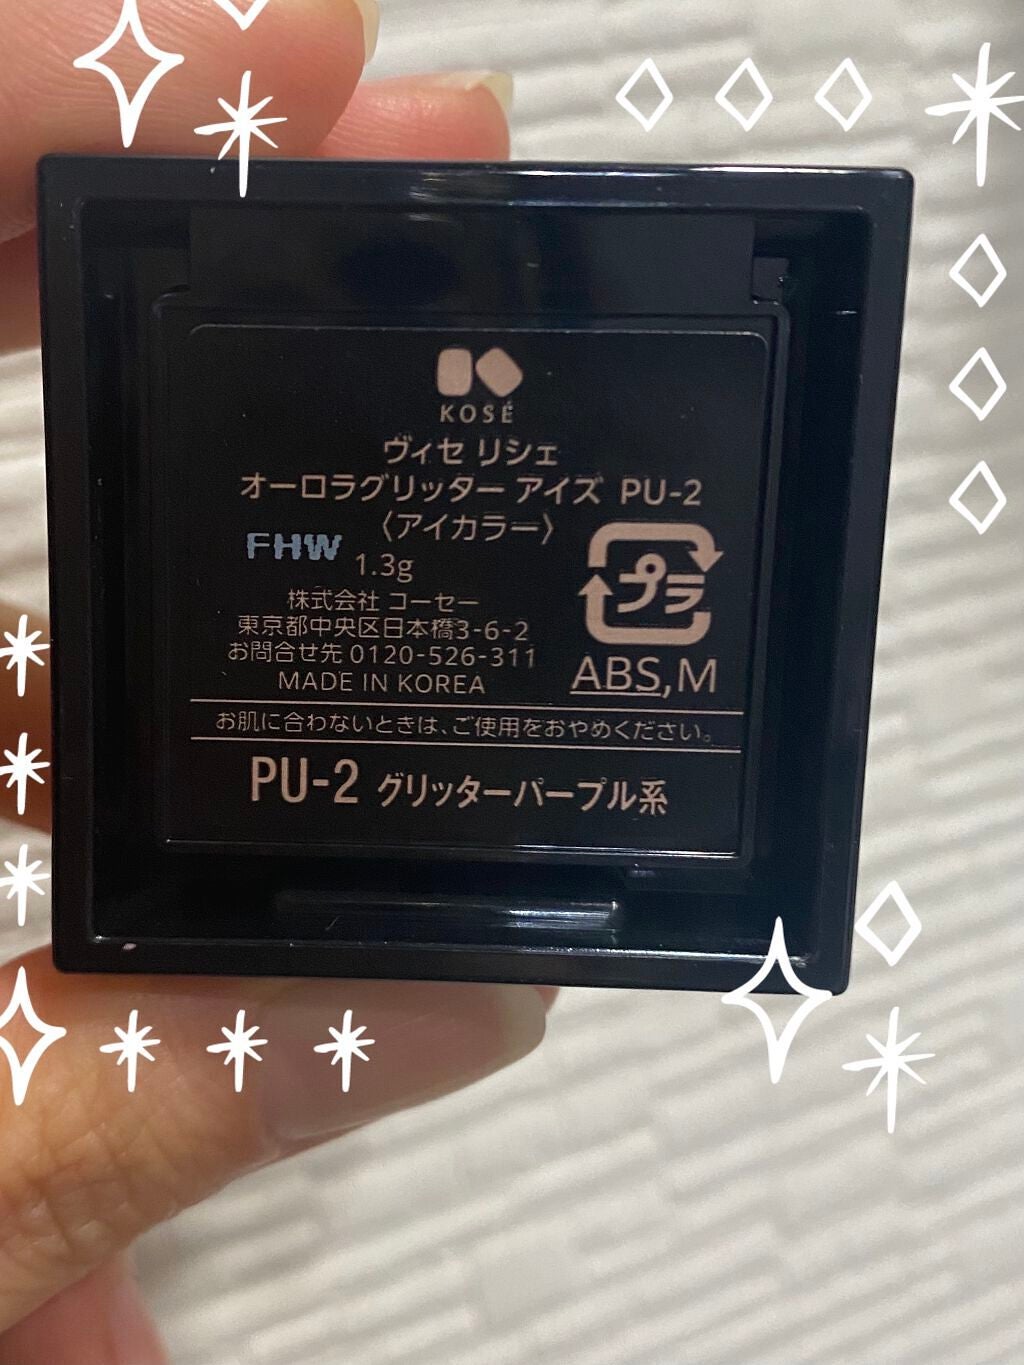 KOSÉ
ヴィセ リシェ
オーログリッター アイズ PU-2
〈アイカラー〉
FHW
1.3g
プラ
株式会社 コーセー
東京都中央区日本橋3-6-2
お問合せ先 0120-526-311
MADE IN KOREA
ABS,M
お肌に合わないときは、ご使用をおやめください。
PU-2 グリッターパープル系